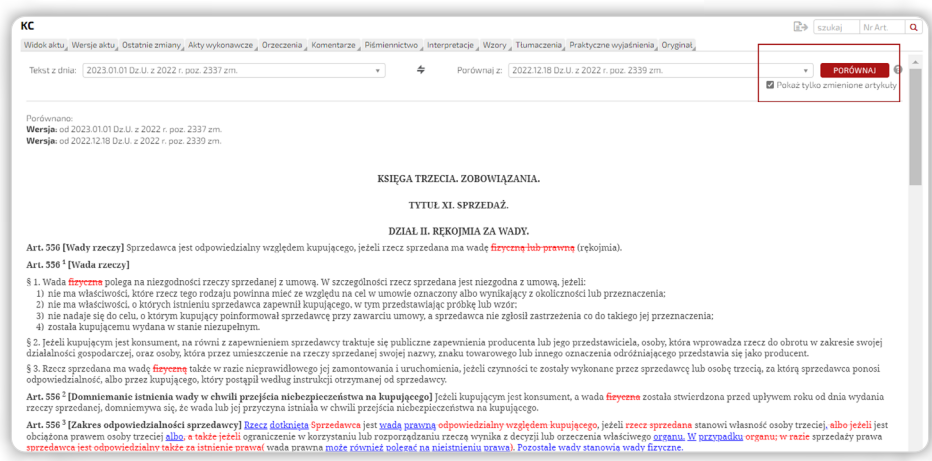 KC
szukaj Nr Art.
Widok aktu Wersje aktu Ostatnie zmiany Akty wykonawcze Orzeczenia Komentarze Piśmiennictwo Interpretacje Wzory Tłumaczenia Praktyczne wyjaśnienia Oryginał
Tekst z dnia: 2023.01.01 Dz.U. z 2022 r. poz. 2337 zm. Porównaj z: 2022.12.18 Dz.U. z 2022 r. poz. 2339 zm. PORÓWNAJ
Pokaż tylko zmienione artykuły
Porównano:
Wersja: od 2023.01.01 Dz.U. z 2022 r. poz. 2337 zm.
Wersja: od 2022.12.18 Dz.U. z 2022 r. poz. 2339 zm.
KSIĘGA TRZECIA. ZOBOWIĄZANIA.
TYTUŁ XI. SPRZEDAŻ.
DZIAŁ II. RĘKOJMIA ZA WADY.
Art. 556 [Wady rzeczy] Sprzedawca jest odpowiedzialny względem kupującego, jeżeli rzecz sprzedana ma wadę fizyczną lub prawną (rękojmia).
Art. 556 1 [Wada rzeczy]
§ 1. Wada fizyczna polega na niezgodności rzeczy sprzedanej z umową. W szczególności rzecz sprzedana jest niezgodna z umową, jeżeli:
1) nie ma właściwości, które rzecz tego rodzaju powinna mieć ze względu na cel w umowie oznaczony albo wynikający z okoliczności lub przeznaczenia;
2) nie ma właściwości, o których istnieniu sprzedawca zapewnił kupującego, w tym przedstawiając próbkę lub wzór;
3) nie nadaje się do celu, o którym kupujący poinformował sprzedawcę przy zawarciu umowy, a sprzedawca nie zgłosił zastrzeżenia co do takiego jej przeznaczenia;
4) została kupującemu wydana w stanie niezupełnym.
§ 2. Jeżeli kupującym jest konsument, na równi z zapewnieniem sprzedawcy traktuje się publiczne zapewnienia producenta lub jego przedstawiciela, osoby, która wprowadza rzecz do obrotu w zakresie swojej
działalności gospodarczej, oraz osoby, która przez umieszczenie na rzeczy sprzedanej swojej nazwy, znaku towarowego lub innego oznaczenia odróżniającego przedstawia się jako producent.
§ 3. Rzecz sprzedana ma wadę fizyczną także w razie nieprawidłowego jej zamontowania i uruchomienia, jeżeli czynności te zostały wykonane przez sprzedawcę lub osobę trzecią, za którą sprzedawca ponosi
odpowiedzialność, albo przez kupującego, który postąpił według instrukcji otrzymanej od sprzedawcy.
Art. 556 2 [Domniemanie istnienia wady w chwili przejścia niebezpieczeństwa na kupującego] Jeżeli kupującym jest konsument, a wada fizyczna została stwierdzona przed upływem roku od dnia wydania
rzeczy sprzedanej, domniemywa się, że wada lub jej przyczyna istniała w chwili przejścia niebezpieczeństwa na kupującego.
Art. 556 3 [Zakres odpowiedzialności sprzedawcy] Rzecz dotknięta Sprzedawca jest wadą prawną odpowiedzialny względem kupującego, jeżeli rzecz sprzedana stanowi własność osoby trzeciej, albo jeżeli jest
obciążona prawem osoby trzeciej albo, a także jeżeli ograniczenie w korzystaniu lub rozporządzaniu rzeczą wynika z decyzji lub orzeczenia właściwego organu. W przypadku organu; w razie sprzedaży prawa
sprzedawca jest odpowiedzialny także za istnienie prawa( wada prawna może również polegać na nieistnieniu prawa). Pozostałe wady stanowią wady fizyczne.